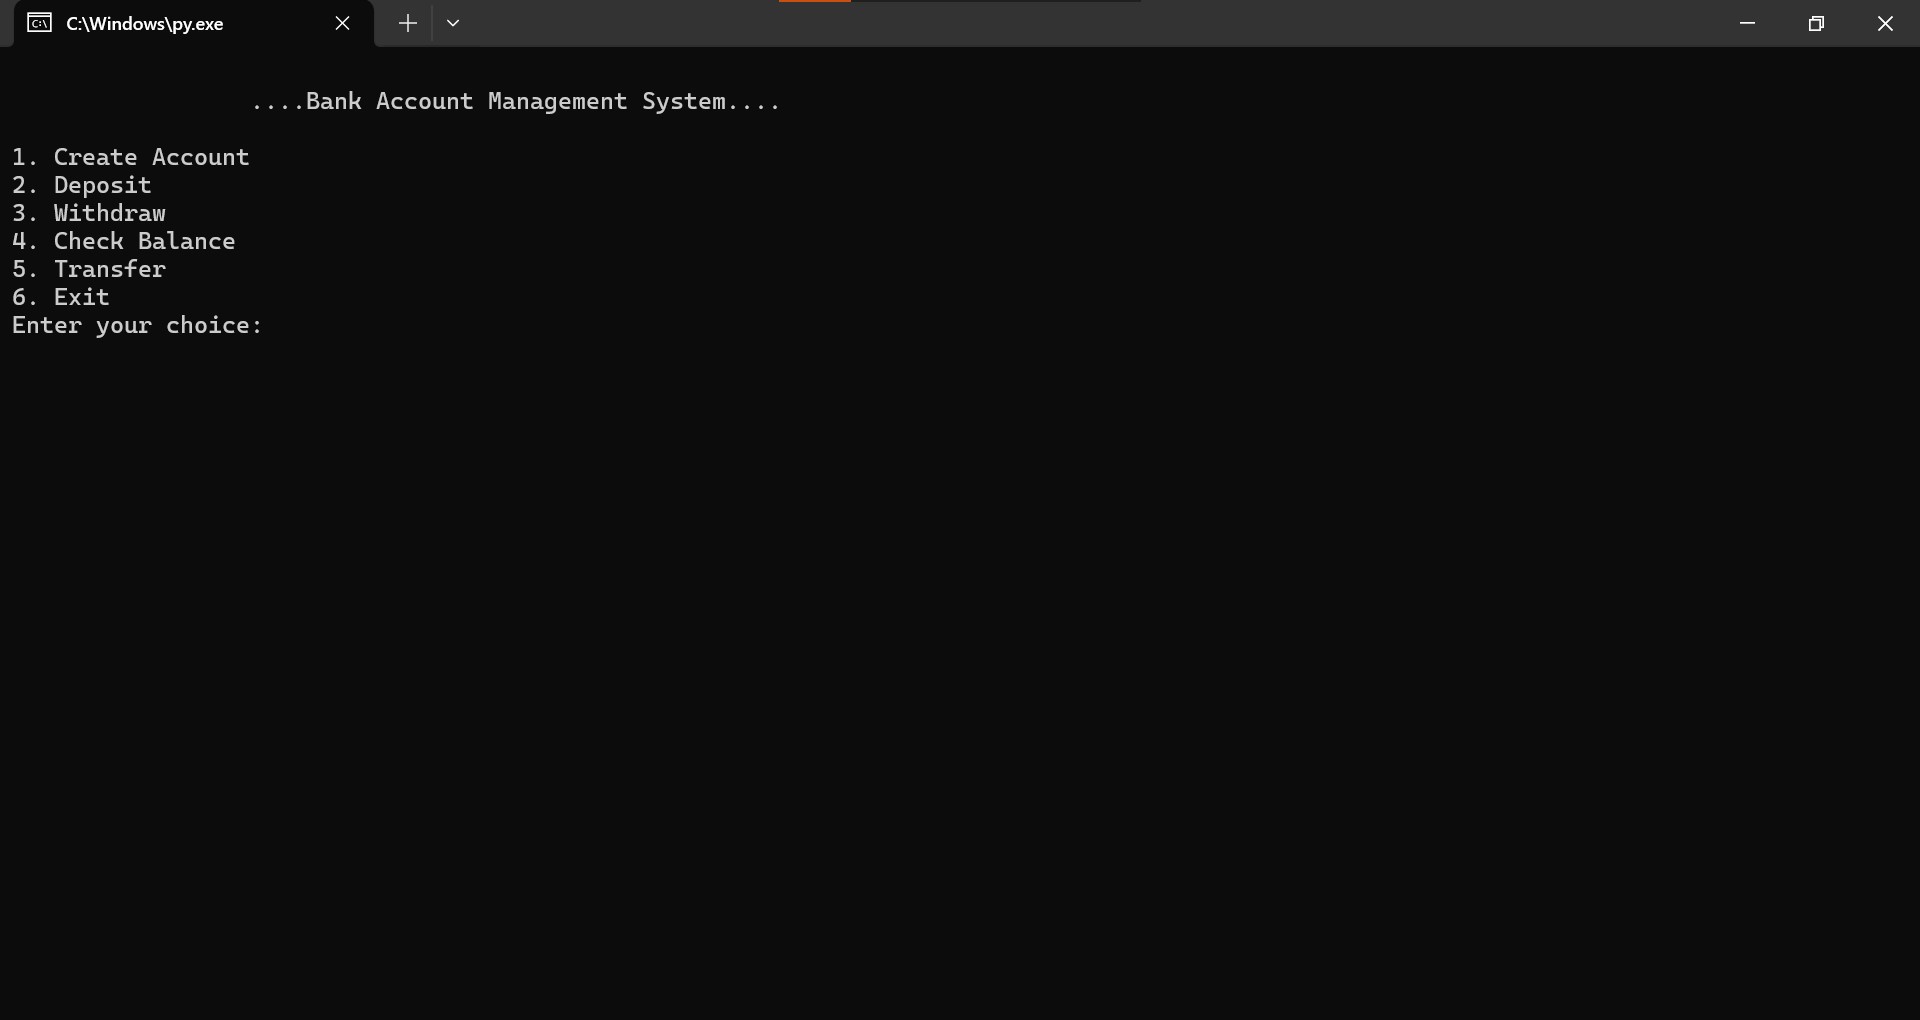 C:\Windows\py.exe
....Bank Account Management System....
1. Create Account
2. Deposit
3. Withdraw
4. Check Balance
5. Transfer
6. Exit
Enter your choice: